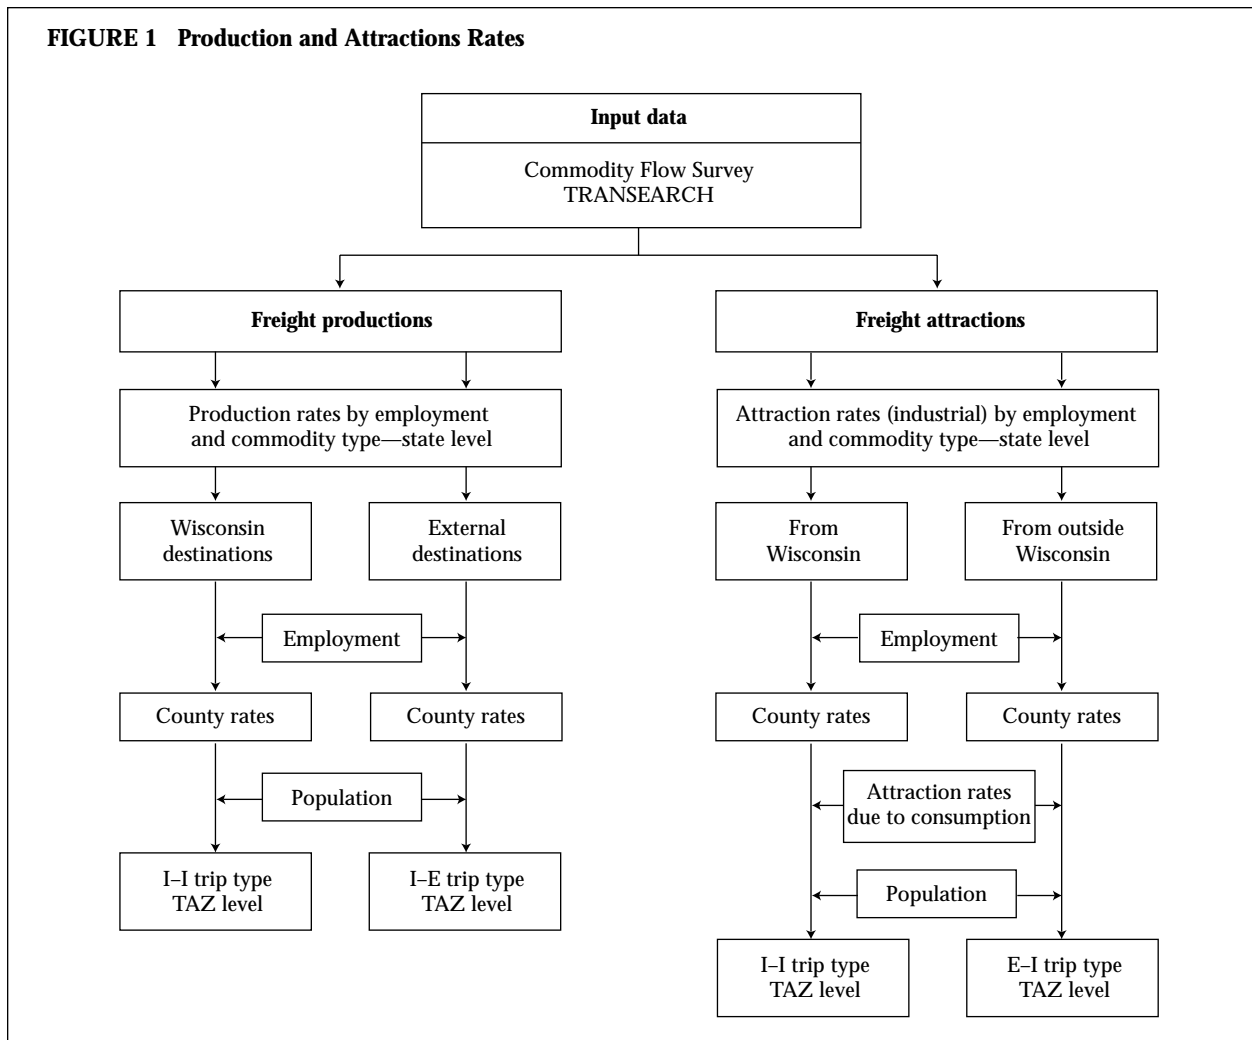 FIGURE 1 Production and Attractions Rates
Input data
Commodity Flow Survey
TRANSEARCH
Freight productions
Production rates by employment
and commodity type—state level
Wisconsin
destinations
External
destinations
Employment
County rates
County rates
Population
I–I trip type
TAZ level
I–E trip type
TAZ level
Freight attractions
Attraction rates (industrial) by employment
and commodity type—state level
From
Wisconsin
From outside
Wisconsin
Employment
County rates
County rates
Attraction rates
due to consumption
Population
I–I trip type
TAZ level
E–I trip type
TAZ level